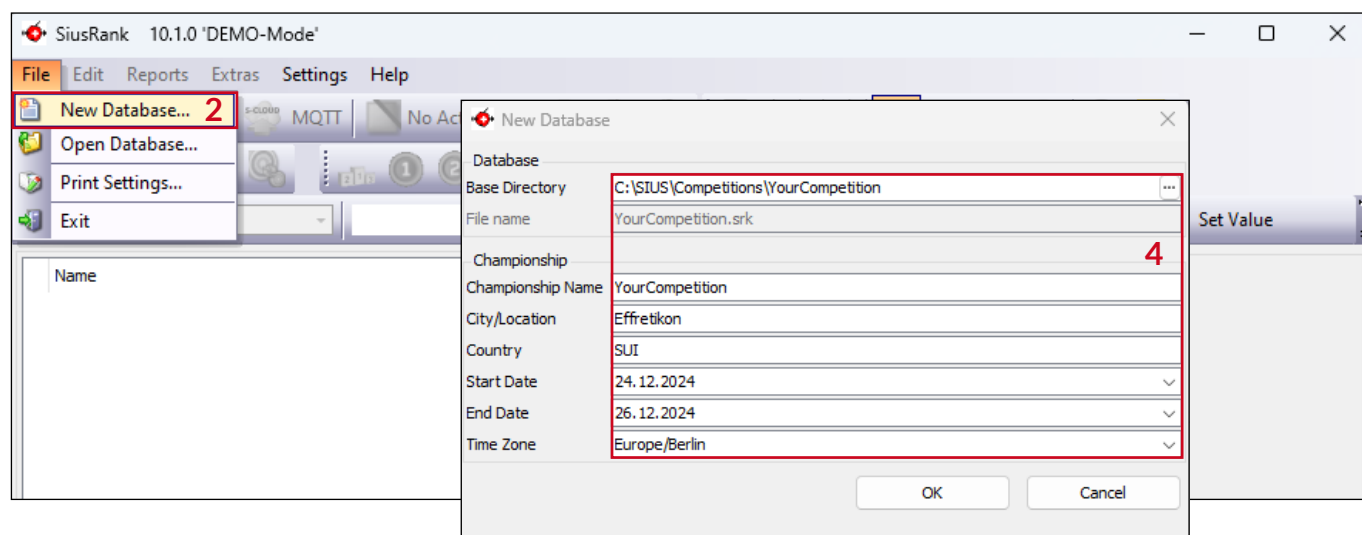 SiusRank 10.1.0 'DEMO-Mode'
File Edit Reports Extras Settings Help
New Database... 2
S-CLOUD MQTT No Ac
Open Database...
Print Settings...
Exit
Set Value
Name
New Database
Database
Base Directory C:\SIUS\Competitions\YourCompetition ...
File name YourCompetition.srk
4
Championship
Championship Name YourCompetition
City/Location Effretikon
Country SUI
Start Date 24.12.2024
End Date 26.12.2024
Time Zone Europe/Berlin
OK Cancel